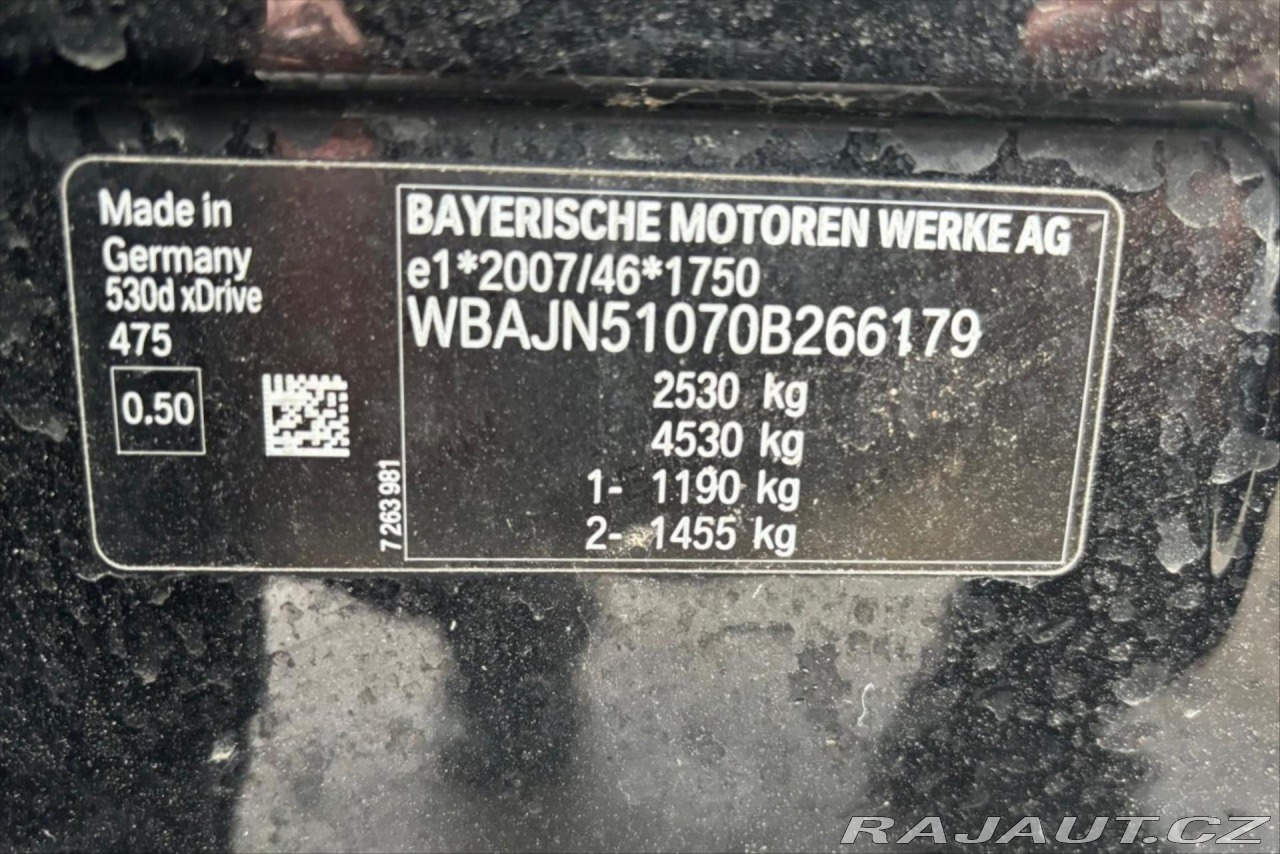 Made in
Germany
530d xDrive
475
0.50
7 263 981
BAYERISCHE MOTOREN WERKE AG
e1*2007/46*1750
WBAJN51070B266179
2530 kg
4530 kg
1- 1190 kg
2- 1455 kg
RAJAUT.CZ